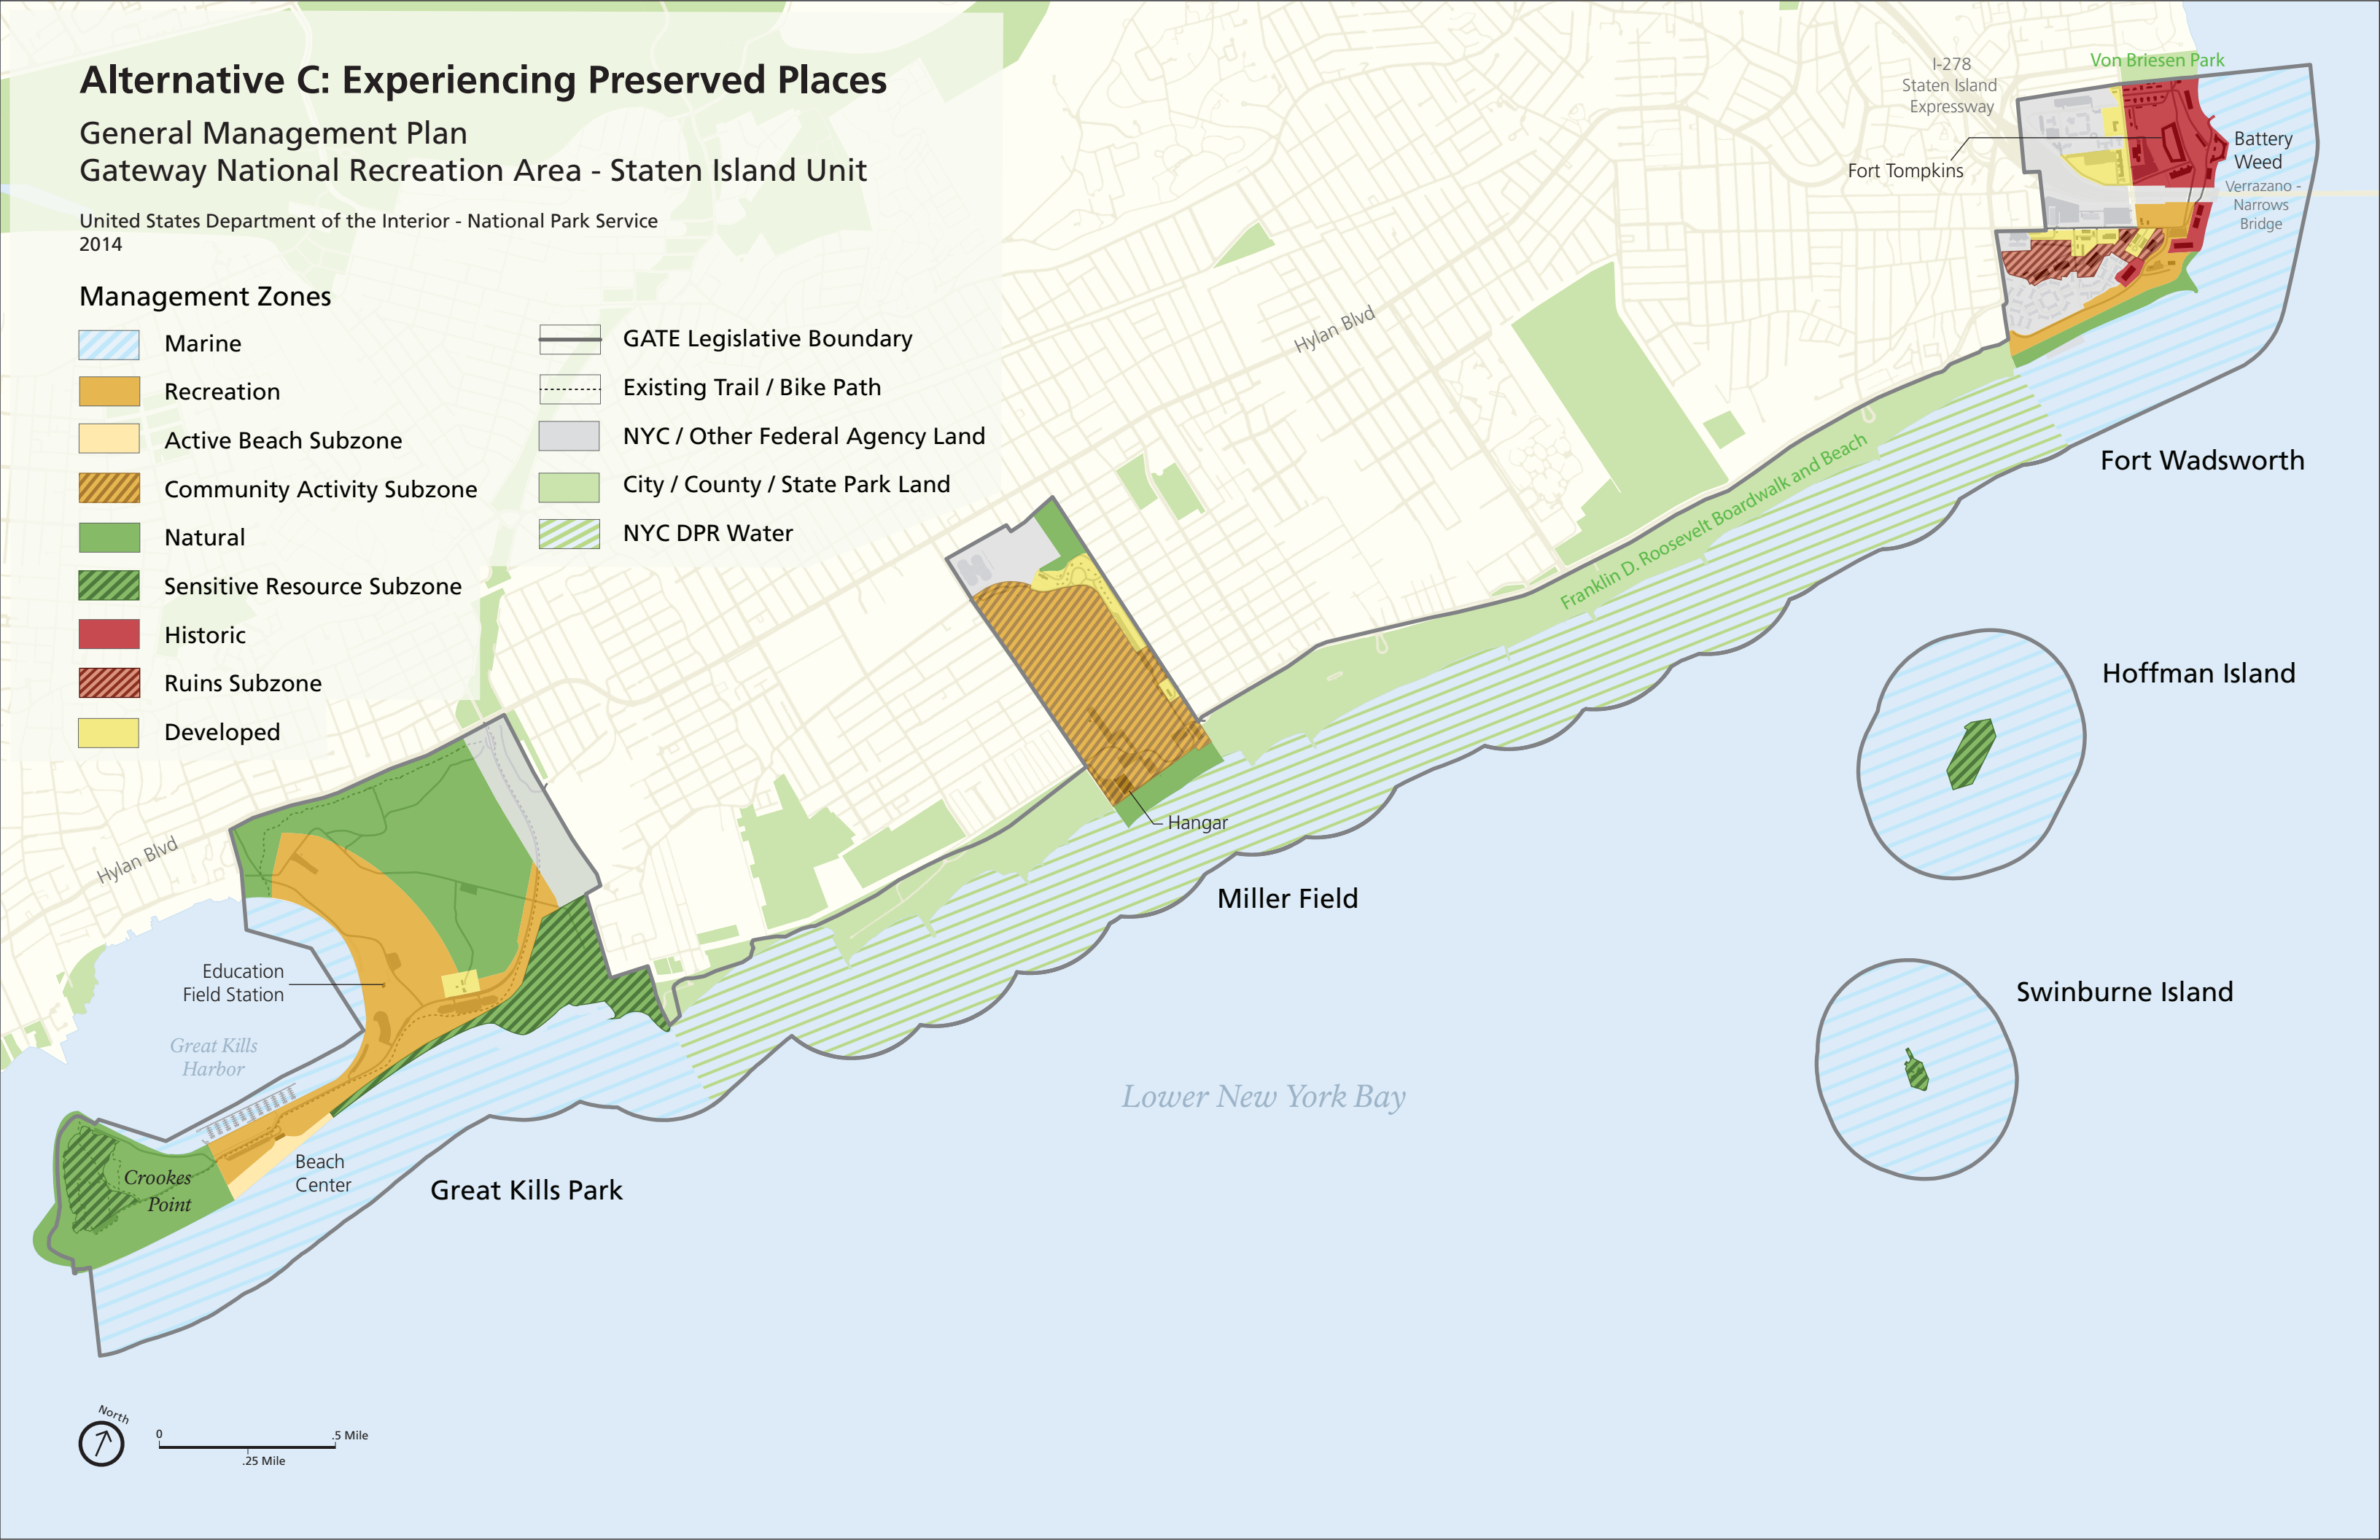 Alternative C: Experiencing Preserved Places
General Management Plan
Gateway National Recreation Area - Staten Island Unit
United States Department of the Interior - National Park Service
2014
Management Zones
Marine
Recreation
Active Beach Subzone
Community Activity Subzone
Natural
Sensitive Resource Subzone
Historic
Ruins Subzone
Developed
GATE Legislative Boundary
Existing Trail / Bike Path
NYC / Other Federal Agency Land
City / County / State Park Land
NYC DPR Water
I-278
Staten Island
Expressway
Von Briesen Park
Fort Tompkins
Battery
Weed
Verrazano -
Narrows
Bridge
Hylan Blvd
Franklin D. Roosevelt Boardwalk and Beach
Fort Wadsworth
Hoffman Island
Swinburne Island
Hangar
Miller Field
Hylan Blvd
Education
Field Station
Great Kills
Harbor
Lower New York Bay
Beach
Center
Crookes
Point
Great Kills Park
North
0
.5 Mile
.25 Mile